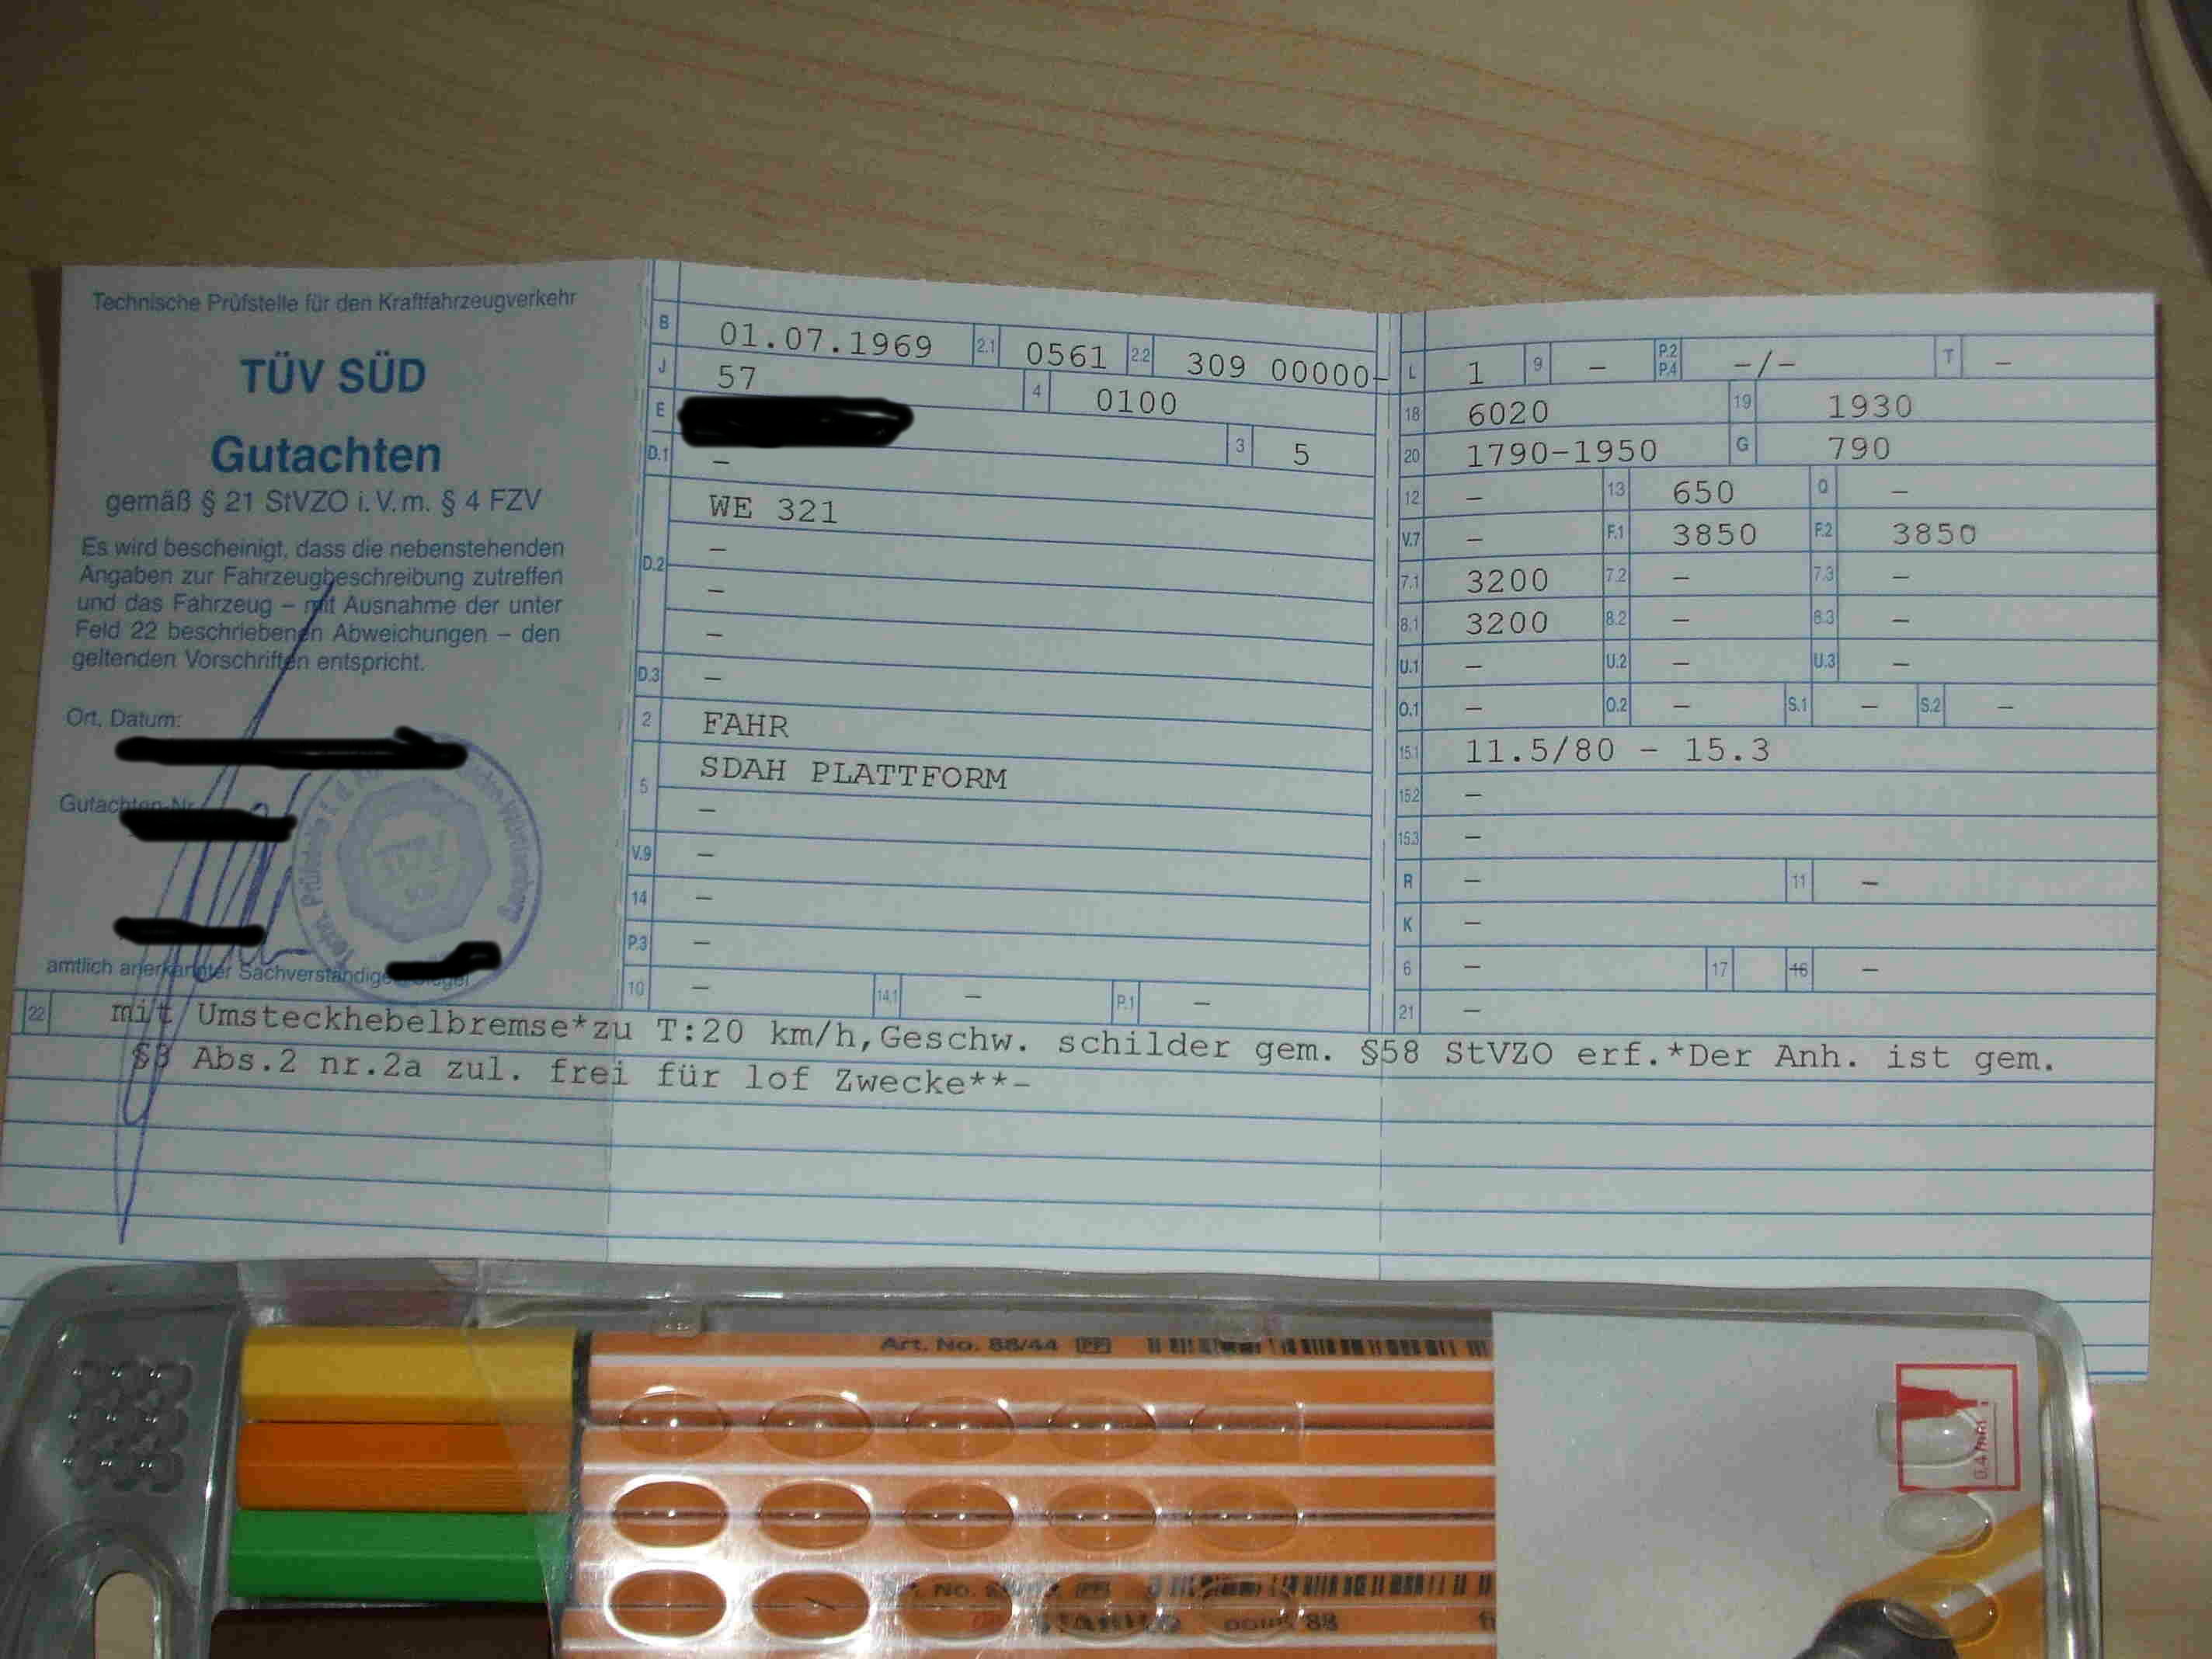 Technische Prüfstelle für den Kraftfahrzeugverkehr
TÜV SÜD
Gutachten
gemäß § 21 StVZO i. V. m. § 4 FZV
Es wird bescheinigt, dass die nebenstehenden
Angaben zur Fahrzeugbeschreibung zutreffen
und das Fahrzeug – mit Ausnahme der unter
Feld 22 beschriebenen Abweichungen – den
geltenden Vorschriften entspricht.
Ort, Datum:
Gutachten-Nr
amtlich anerkannter Sachverständiger
B 01.07.1969 2.1 0561 2.2 309 00000-
J 57 4 0100
E 3 5
D.1 –
D.2 WE 321
–
–
–
D.3 –
2 FAHR
5 SDAH PLATTFORM
–
V.9 –
14 –
P.3 –
10 – 14.1 – P.1 –
L 1 9 – P.2 P.4 –/– T –
18 6020 19 1930
20 1790-1950 G 790
12 – 13 650 Q –
V.7 – F.1 3850 F.2 3850
7.1 3200 7.2 – 7.3 –
8.1 3200 8.2 – 8.3 –
U.1 – U.2 – U.3 –
O.1 – O.2 – S.1 – S.2 –
15.1 11.5/80 - 15.3
15.2 –
15.3 –
R – 11 –
K –
6 – 17 16 –
21 –
22 mit Umsteckhebelbremse*zu T:20 km/h,Geschw. schilder gem. §58 StVZO erf.*Der Anh. ist gem.
§3 Abs.2 nr.2a zul. frei für lof Zwecke**-
Art. No. 88/44
0,4 mm
point 88